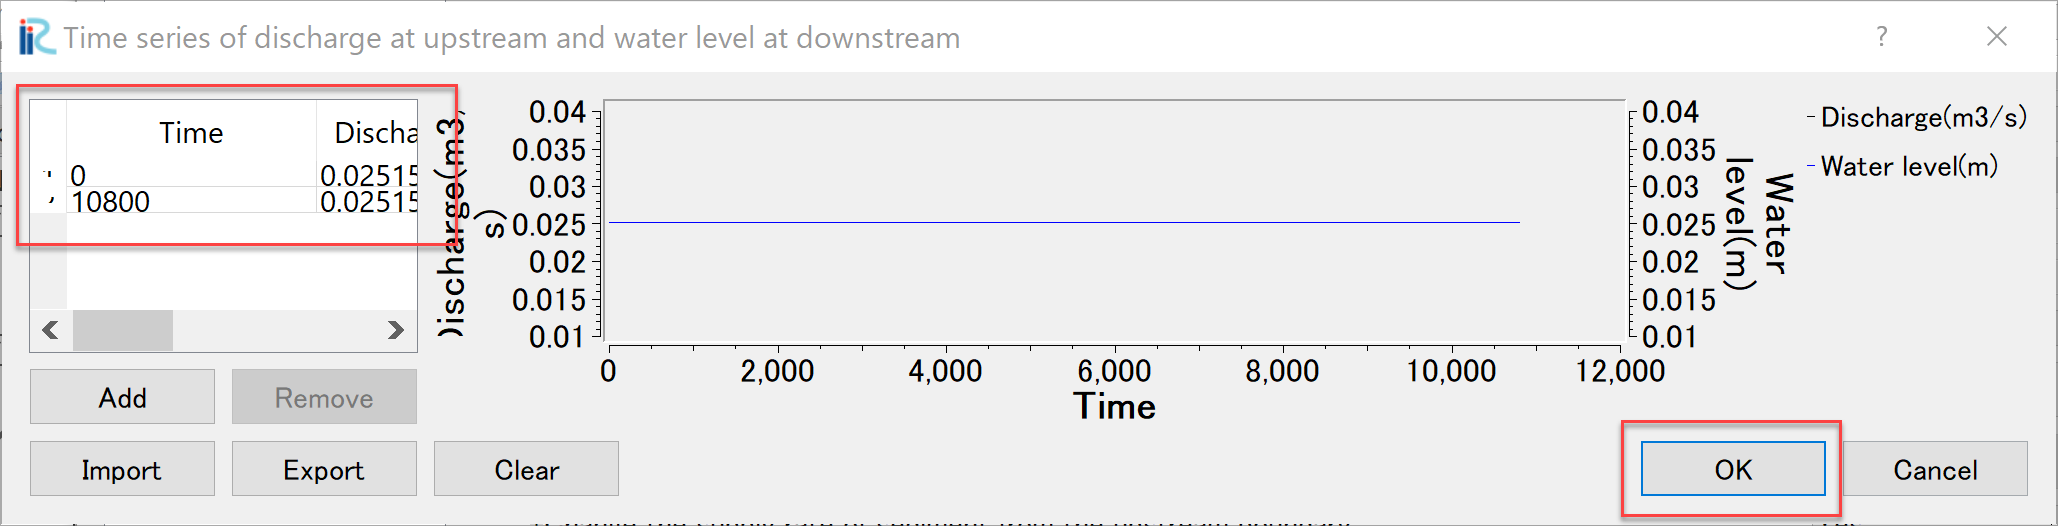 Time series of discharge at upstream and water level at downstream
?
Time Discha
0 0.02515
10800 0.02515
Add Remove
Import Export Clear
ischarge(m3/
s)
0.04
0.035
0.03
0.025
0.02
0.015
0.01
0 2,000 4,000 6,000 8,000 10,000 12,000
Time
0.04
0.035
0.03
0.025
0.02
0.015
0.01
Water
level(m)
Discharge(m3/s)
Water level(m)
OK Cancel